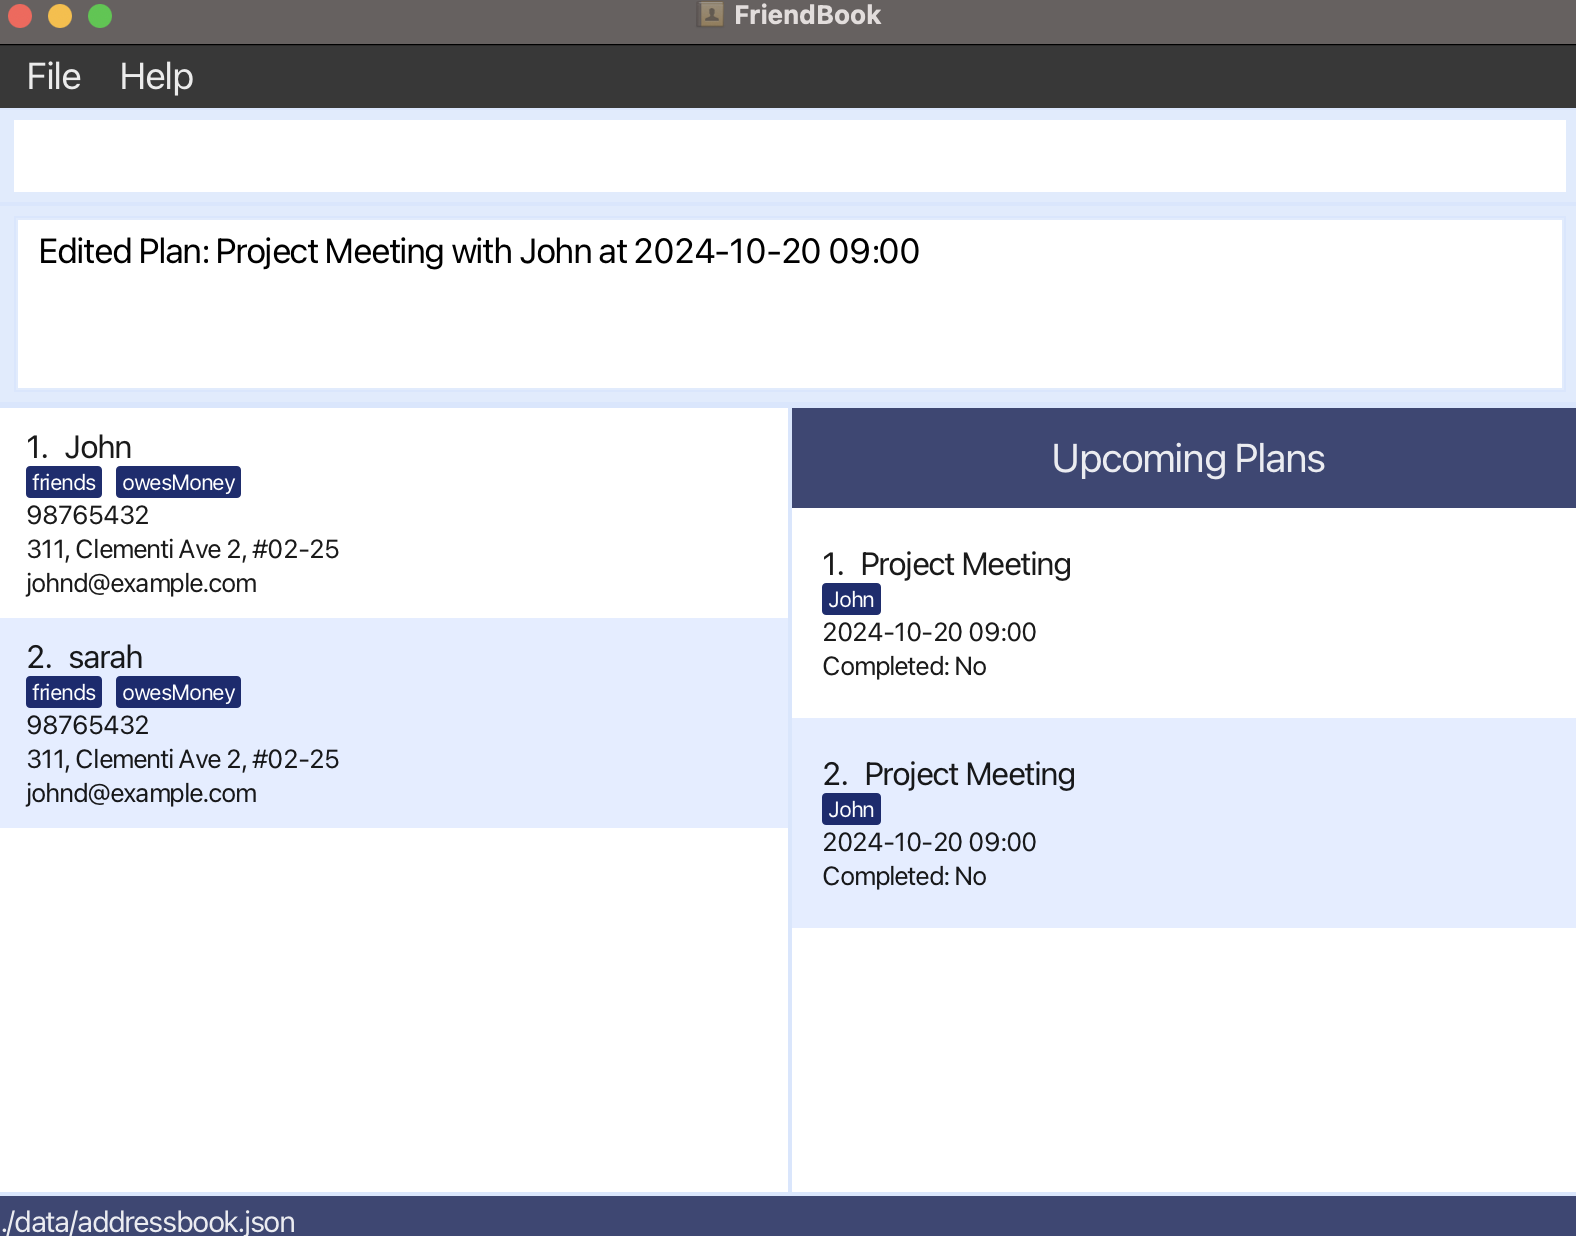 FriendBook
File Help
Edited Plan: Project Meeting with John at 2024-10-20 09:00
1. John
friends owesMoney
98765432
311, Clementi Ave 2, #02-25
johnd@example.com
2. sarah
friends owesMoney
98765432
311, Clementi Ave 2, #02-25
johnd@example.com
Upcoming Plans
1. Project Meeting
John
2024-10-20 09:00
Completed: No
2. Project Meeting
John
2024-10-20 09:00
Completed: No
./data/addressbook.json